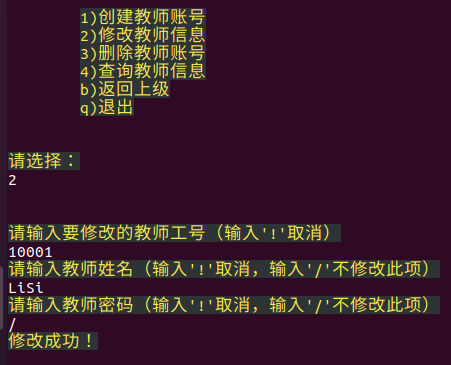 1)创建教师账号
2)修改教师信息
3)删除教师账号
4)查询教师信息
b)返回上级
q)退出
请选择：
2
请输入要修改的教师工号（输入'!'取消）
10001
请输入教师姓名（输入'!'取消，输入'/'不修改此项）
LiSi
请输入教师密码（输入'!'取消，输入'/'不修改此项）
/
修改成功！